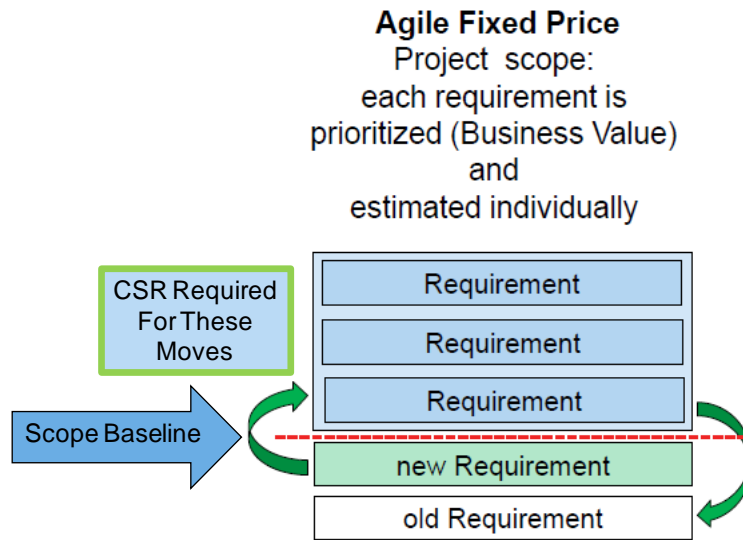 Agile Fixed Price
Project scope:
each requirement is
prioritized (Business Value)
and
estimated individually
CSR Required
For These
Moves
Requirement
Requirement
Requirement
Scope Baseline
new Requirement
old Requirement